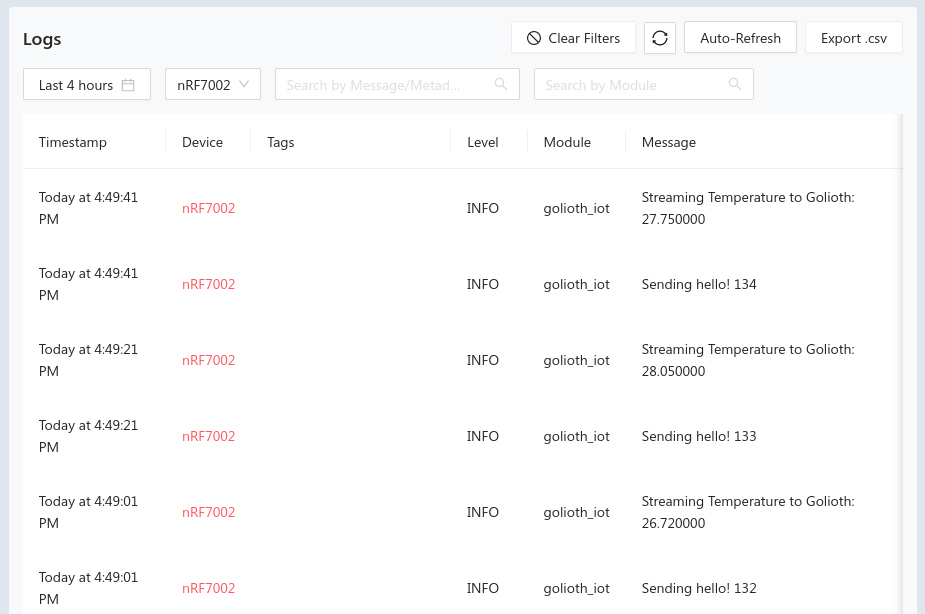 Logs
Clear Filters
Auto-Refresh
Export .csv
Last 4 hours
nRF7002
Search by Message/Metad...
Search by Module
Timestamp
Device
Tags
Level
Module
Message
Today at 4:49:41
PM
nRF7002
INFO
golioth_iot
Streaming Temperature to Golioth:
27.750000
Today at 4:49:41
PM
nRF7002
INFO
golioth_iot
Sending hello! 134
Today at 4:49:21
PM
nRF7002
INFO
golioth_iot
Streaming Temperature to Golioth:
28.050000
Today at 4:49:21
PM
nRF7002
INFO
golioth_iot
Sending hello! 133
Today at 4:49:01
PM
nRF7002
INFO
golioth_iot
Streaming Temperature to Golioth:
26.720000
Today at 4:49:01
PM
nRF7002
INFO
golioth_iot
Sending hello! 132